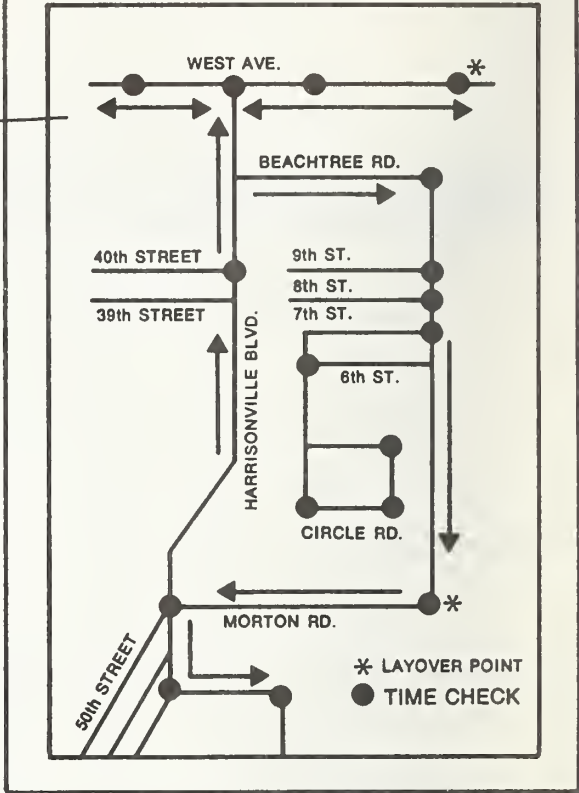 WEST AVE.
BEACHTREE RD.
40th STREET
9th ST.
8th ST.
39th STREET
7th ST.
6th ST.
HARRISONVILLE BLVD.
CIRCLE RD.
MORTON RD.
50th STREET
LAYOVER POINT
TIME CHECK